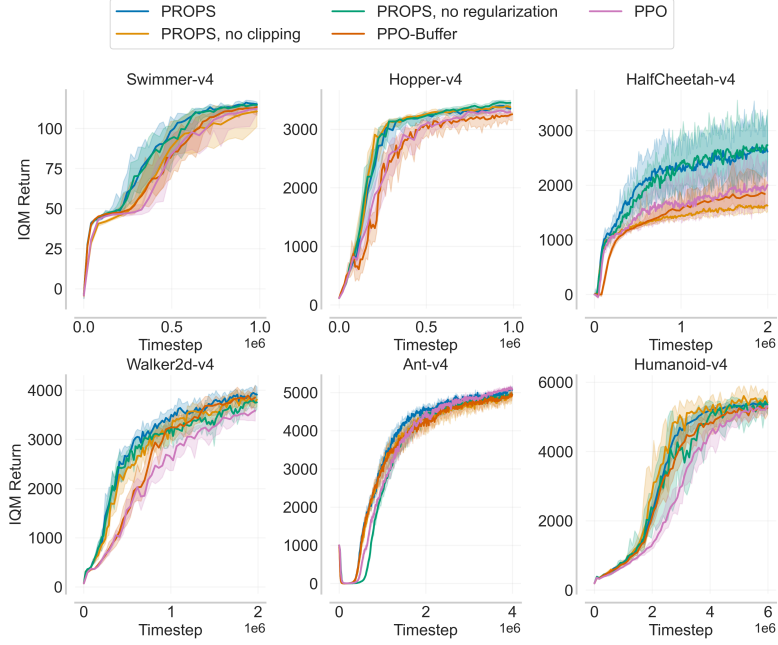 PROPS
PROPS, no regularization
PPO
PROPS, no clipping
PPO-Buffer
Swimmer-v4
Hopper-v4
HalfCheetah-v4
IQM Return
100
75
50
25
0
3000
2000
1000
0
3000
2000
1000
0
0.0
0.5
1.0
0.0
0.5
1.0
0
1
2
Timestep
1e6
Timestep
1e6
Timestep
1e6
Walker2d-v4
Ant-v4
Humanoid-v4
IQM Return
4000
3000
2000
1000
0
5000
4000
3000
2000
1000
0
6000
4000
2000
0
0
1
2
0
2
4
0
2
4
6
Timestep
1e6
Timestep
1e6
Timestep
1e6